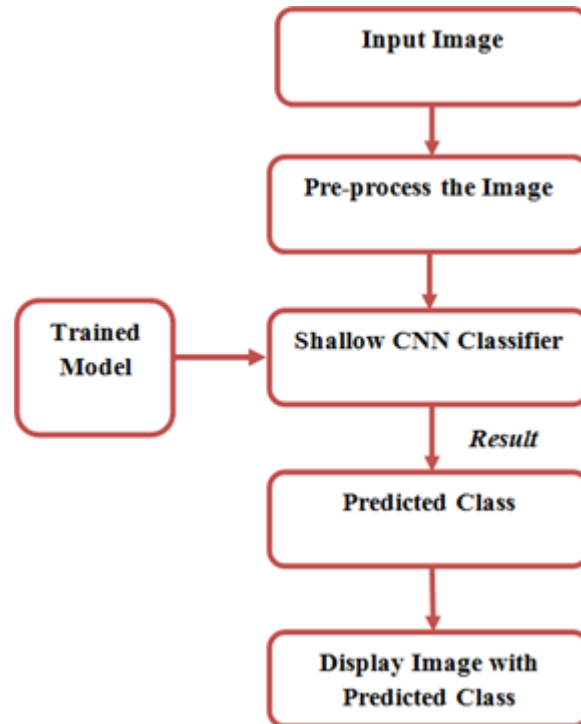 Input Image
Pre-process the Image
Trained
Model
Shallow CNN Classifier
Result
Predicted Class
Display Image with
Predicted Class